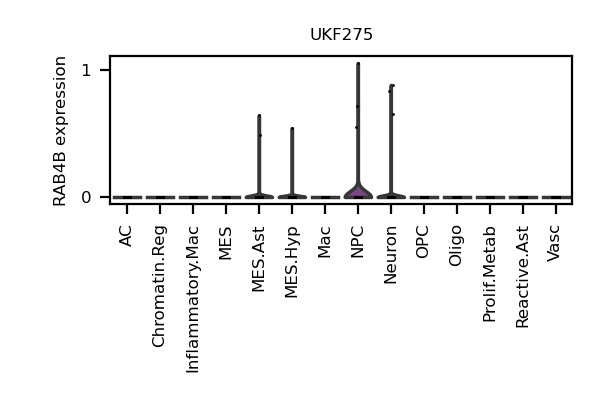 UKF275
RAB4B expression
1
0
AC
Chromatin.Reg
Inflammatory.Mac
MES
MES.Ast
MES.Hyp
Mac
NPC
Neuron
OPC
Oligo
Prolif.Metab
Reactive.Ast
Vasc